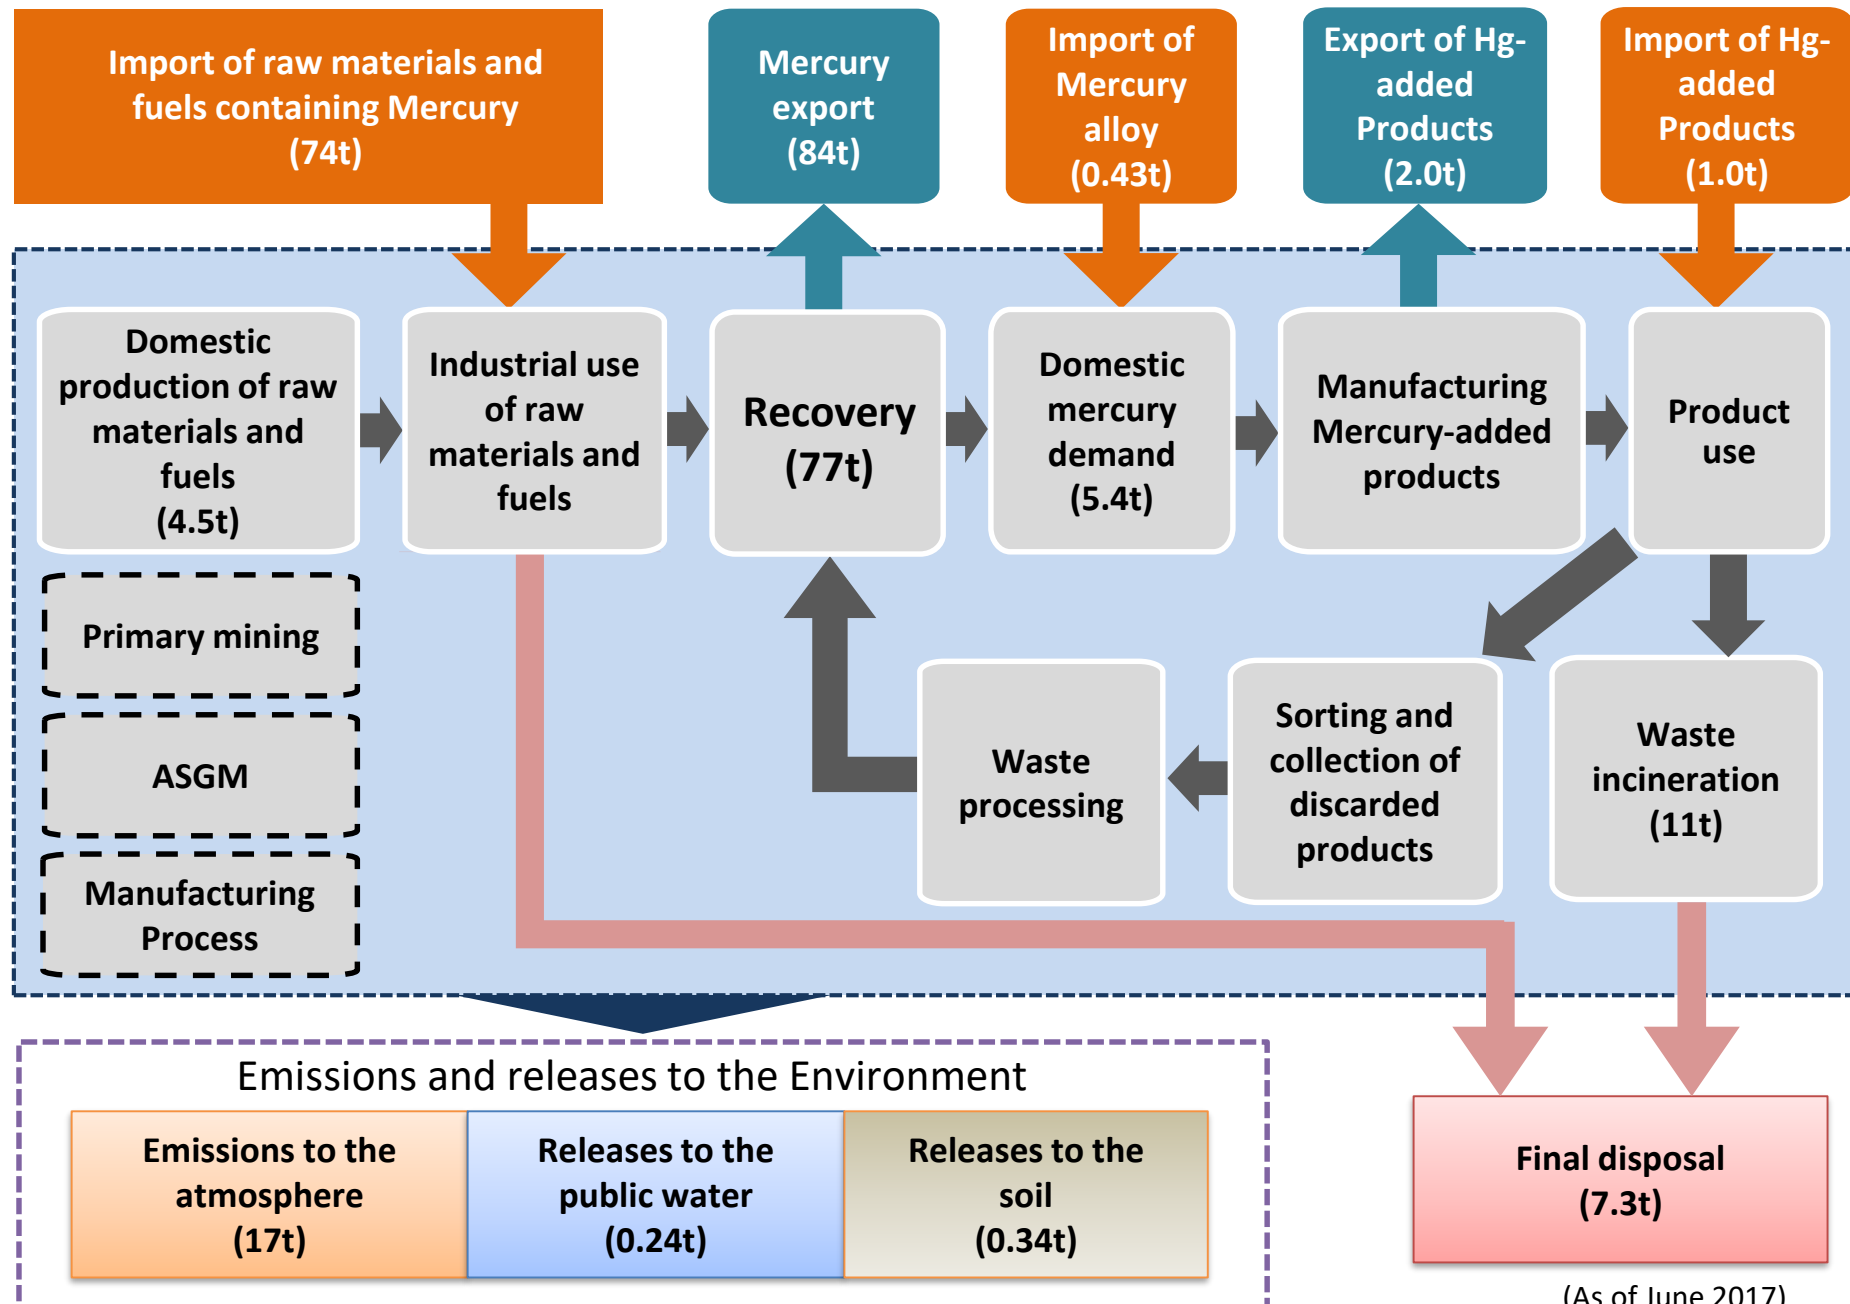 Import of raw materials and
fuels containing Mercury
(74t)
Mercury
export
(84t)
Import of
Mercury
alloy
(0.43t)
Export of Hg-
added
Products
(2.0t)
Import of Hg-
added
Products
(1.0t)
Domestic
production of raw
materials and
fuels
(4.5t)
Industrial use
of raw
materials and
fuels
Recovery
(77t)
Domestic
mercury
demand
(5.4t)
Manufacturing
Mercury-added
products
Product
use
Primary mining
ASGM
Manufacturing
Process
Waste
processing
Sorting and
collection of
discarded
products
Waste
incineration
(11t)
Emissions and releases to the Environment
Emissions to the
atmosphere
(17t)
Releases to the
public water
(0.24t)
Releases to the
soil
(0.34t)
Final disposal
(7.3t)
(As of June 2017)